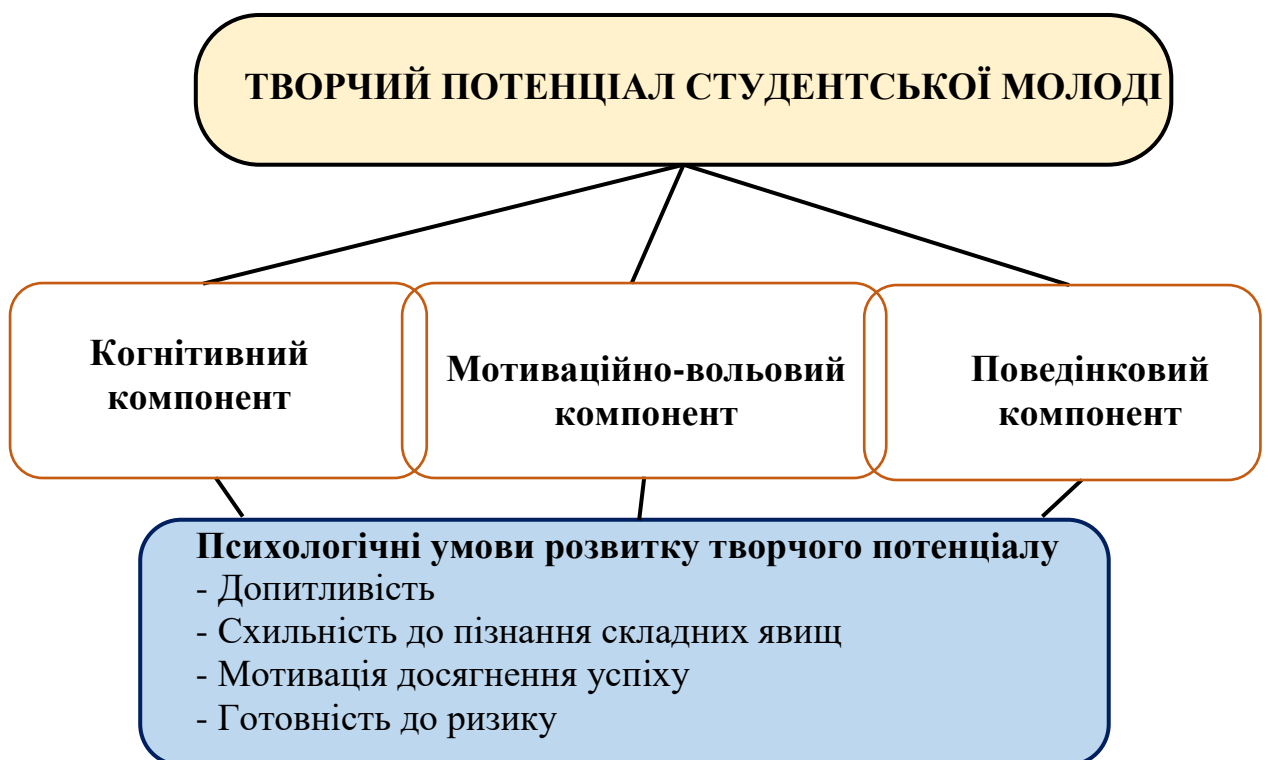 ТВОРЧИЙ ПОТЕНЦІАЛ СТУДЕНТСЬКОЇ МОЛОДІ
Когнітивний
компонент
Мотиваційно-вольовий
компонент
Поведінковий
компонент
Психологічні умови розвитку творчого потенціалу
- Допитливість
- Схильність до пізнання складних явищ
- Мотивація досягнення успіху
- Готовність до ризику